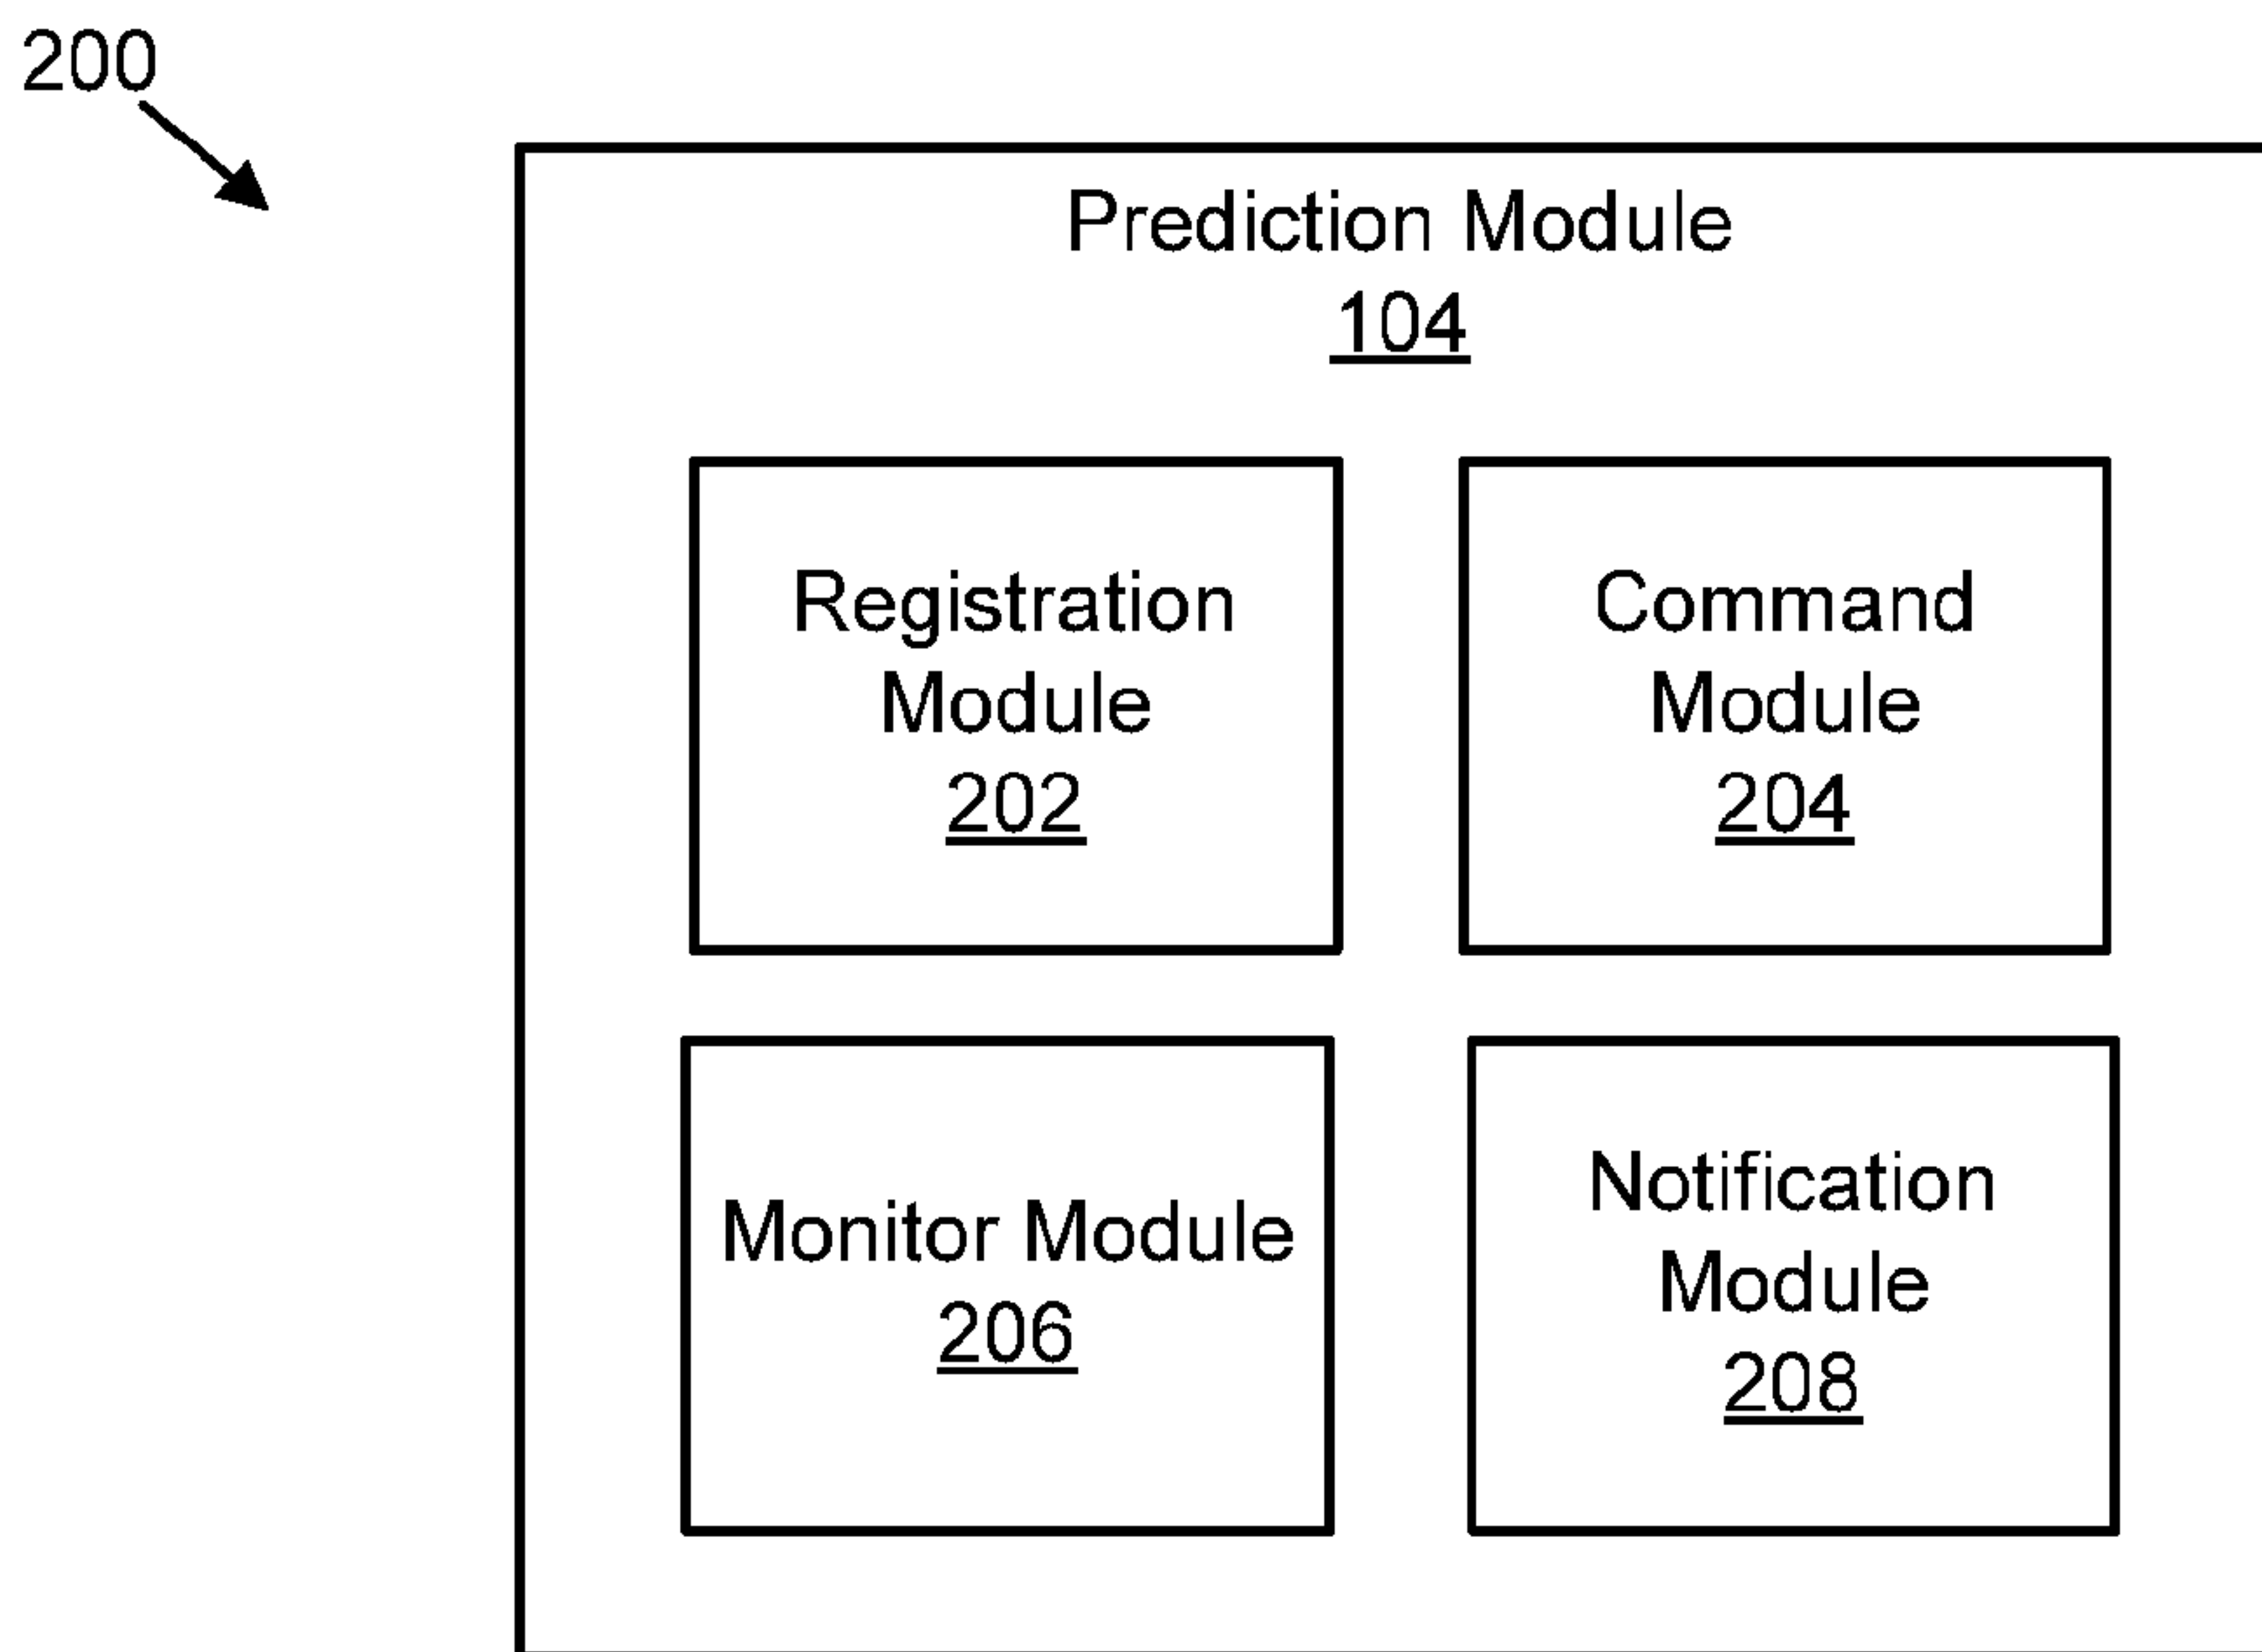 200
Prediction Module
104
Registration
Module
202
Command
Module
204
Monitor Module
206
Notification
Module
208